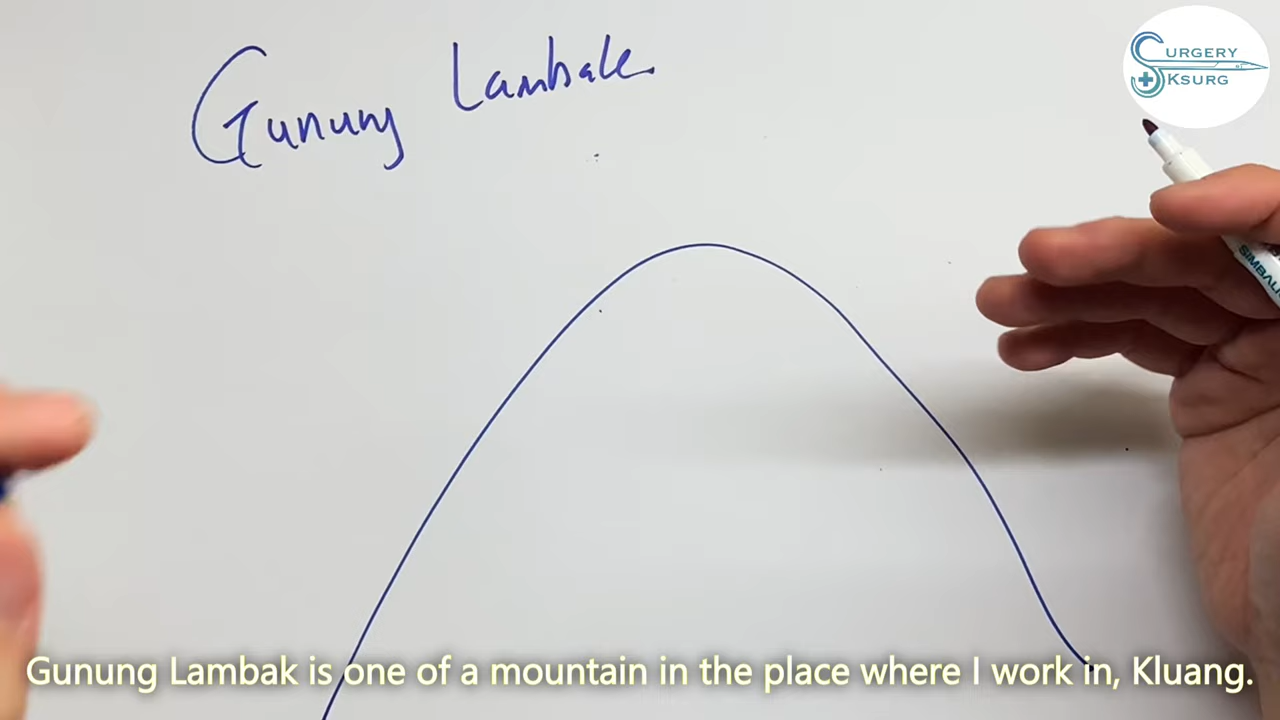 Gunung Lambak
SURGERY
KSURG
SIMBALI
Gunung Lambak is one of a mountain in the place where I work in, Kluang.